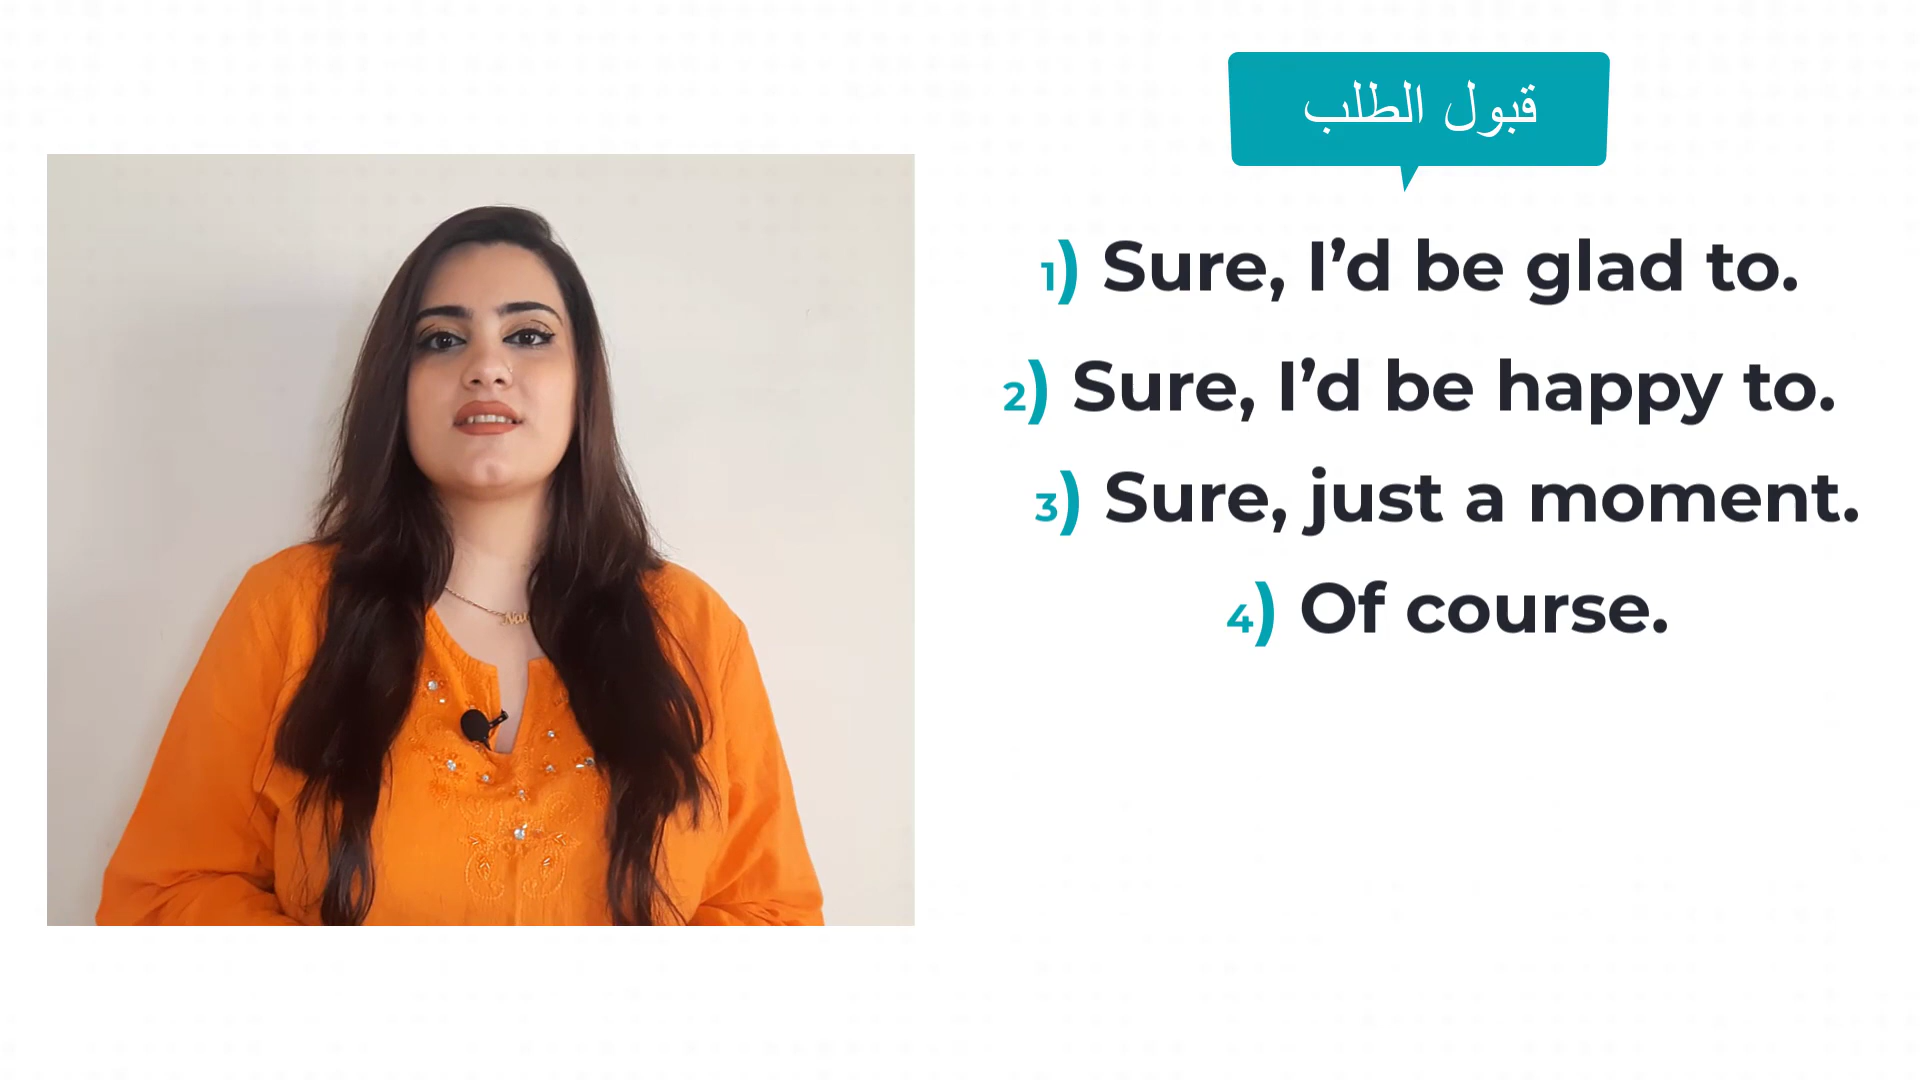 قبول الطلب
1) Sure, I’d be glad to.
2) Sure, I’d be happy to.
3) Sure, just a moment.
4) Of course.